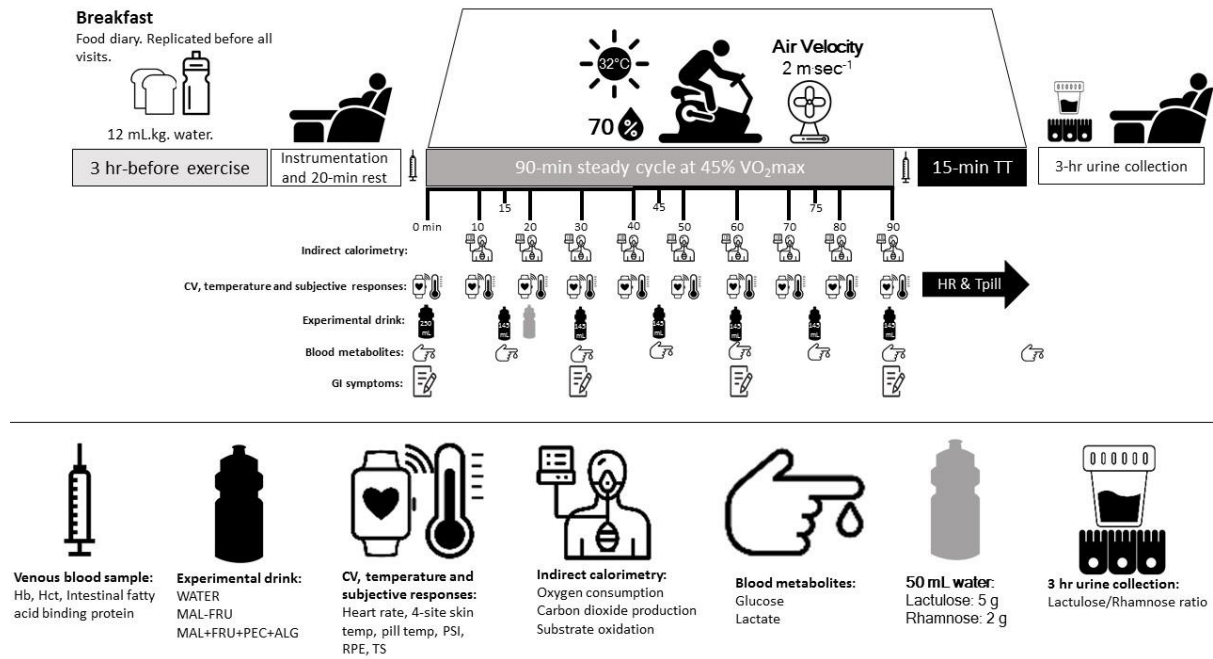 Breakfast
Food diary. Replicated before all
visits.
12 mL.kg. water.
32°C
70 %
Air Velocity
2 m·sec⁻¹
3 hr-before exercise
Instrumentation
and 20-min rest
90-min steady cycle at 45% VO₂max
15-min TT
3-hr urine collection
15
45
75
0 min
10
20
30
40
50
60
70
80
90
Indirect calorimetry:
CV, temperature and subjective responses:
HR & Tpill
Experimental drink:
250
mL
145
mL
145
mL
145
mL
145
mL
145
mL
145
mL
Blood metabolites:
GI symptoms:
Venous blood sample:
Hb, Hct, Intestinal fatty
acid binding protein
Experimental drink:
WATER
MAL-FRU
MAL+FRU+PEC+ALG
CV, temperature and
subjective responses:
Heart rate, 4-site skin
temp, pill temp, PSI,
RPE, TS
Indirect calorimetry:
Oxygen consumption
Carbon dioxide production
Substrate oxidation
Blood metabolites:
Glucose
Lactate
50 mL water:
Lactulose: 5 g
Rhamnose: 2 g
3 hr urine collection:
Lactulose/Rhamnose ratio